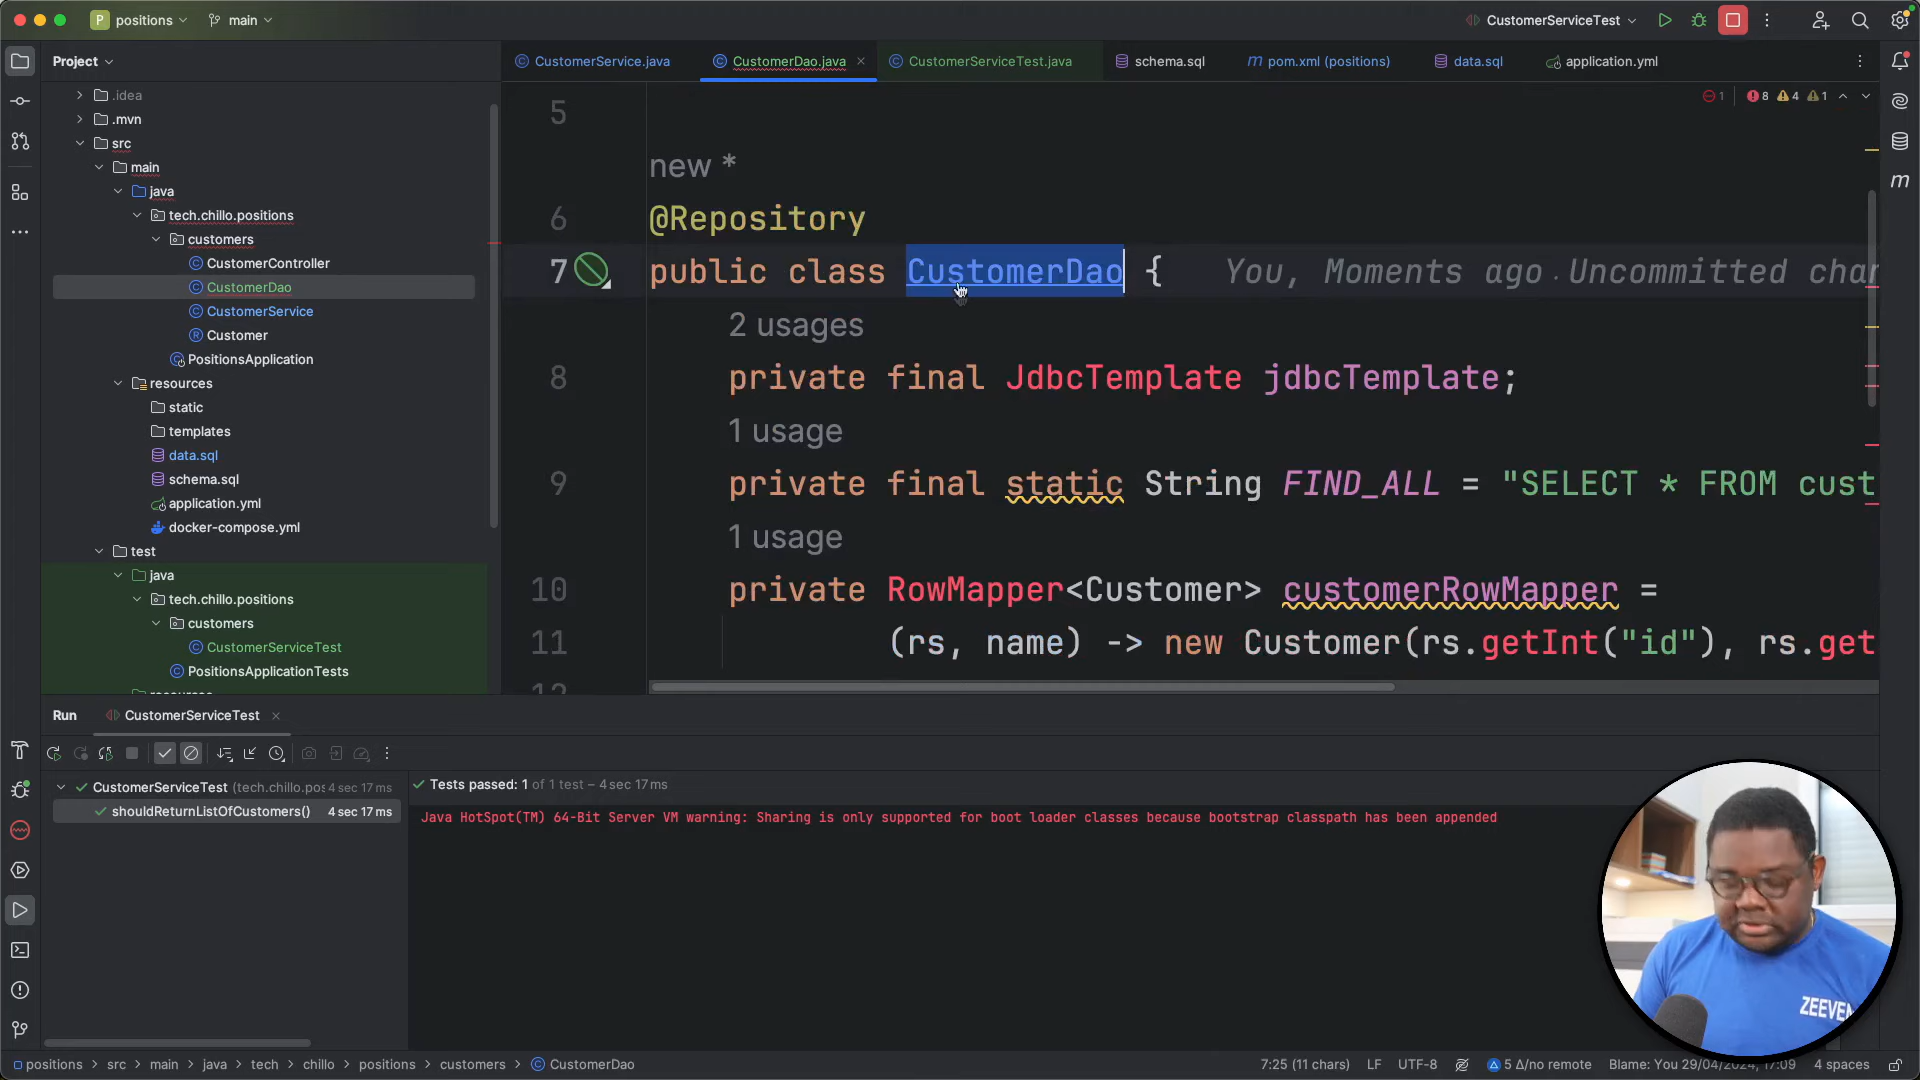 P positions
main
CustomerServiceTest
Project
CustomerService.java
CustomerDao.java
CustomerServiceTest.java
schema.sql
m pom.xml (positions)
data.sql
application.yml
.idea
.mvn
src
main
java
tech.chillo.positions
customers
CustomerController
CustomerDao
CustomerService
Customer
PositionsApplication
resources
static
templates
data.sql
schema.sql
application.yml
docker-compose.yml
test
java
tech.chillo.positions
customers
CustomerServiceTest
PositionsApplicationTests
1 8 4 1
5
new *
6 @Repository
7 public class CustomerDao { You, Moments ago · Uncommitted char
2 usages
8 private final JdbcTemplate jdbcTemplate;
1 usage
9 private final static String FIND_ALL = "SELECT * FROM cust
1 usage
10 private RowMapper<Customer> customerRowMapper =
11 (rs, name) -> new Customer(rs.getInt("id"), rs.get
Run
CustomerServiceTest
CustomerServiceTest (tech.chillo.pos 4 sec 17 ms
shouldReturnListOfCustomers() 4 sec 17 ms
Tests passed: 1 of 1 test – 4 sec 17 ms
Java HotSpot(TM) 64-Bit Server VM warning: Sharing is only supported for boot loader classes because bootstrap classpath has been appended
ZEEVEN
positions > src > main > java > tech > chillo > positions > customers > CustomerDao
7:25 (11 chars) LF UTF-8 5 Δ/no remote Blame: You 29/04/2024, 17:09 4 spaces